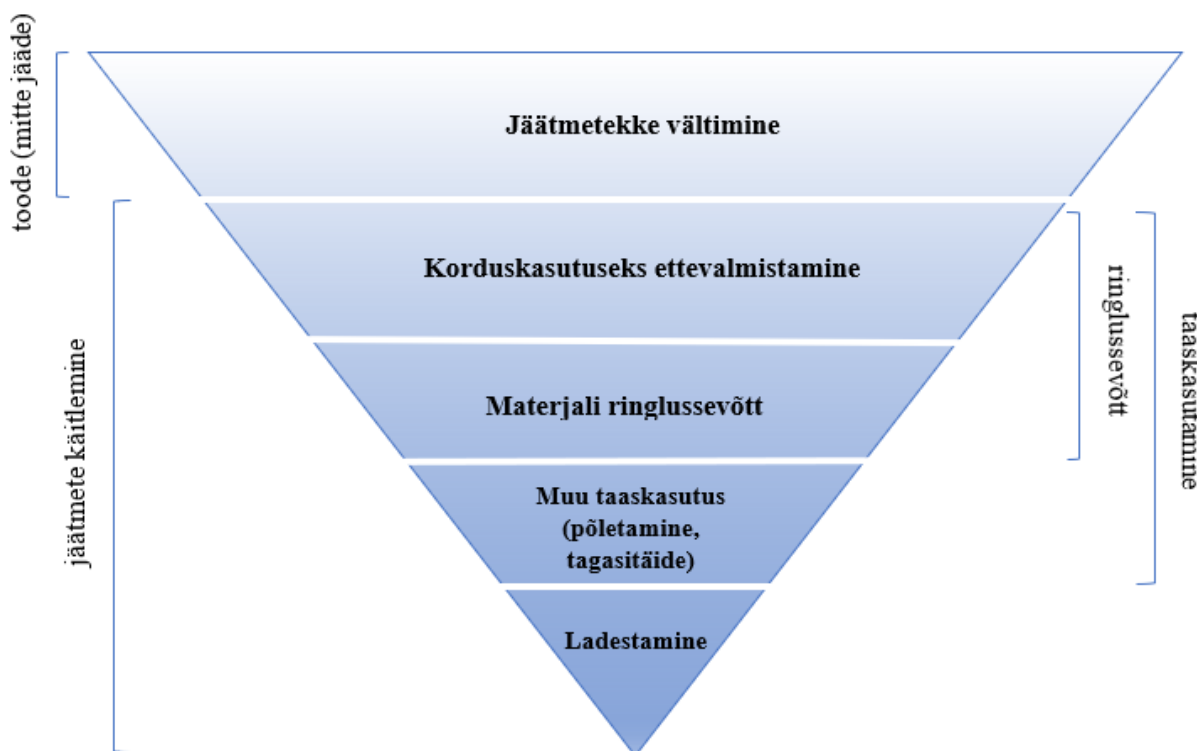 toode (mitte jääde)
Jäätmetekke vältimine
jäätmete käitlemine
Korduskasutuseks ettevalmistamine
Materjali ringlussevõtt
Muu taaskasutus
(põletamine,
tagasitäide)
Ladestamine
ringlussevõtt
taaskasutamine